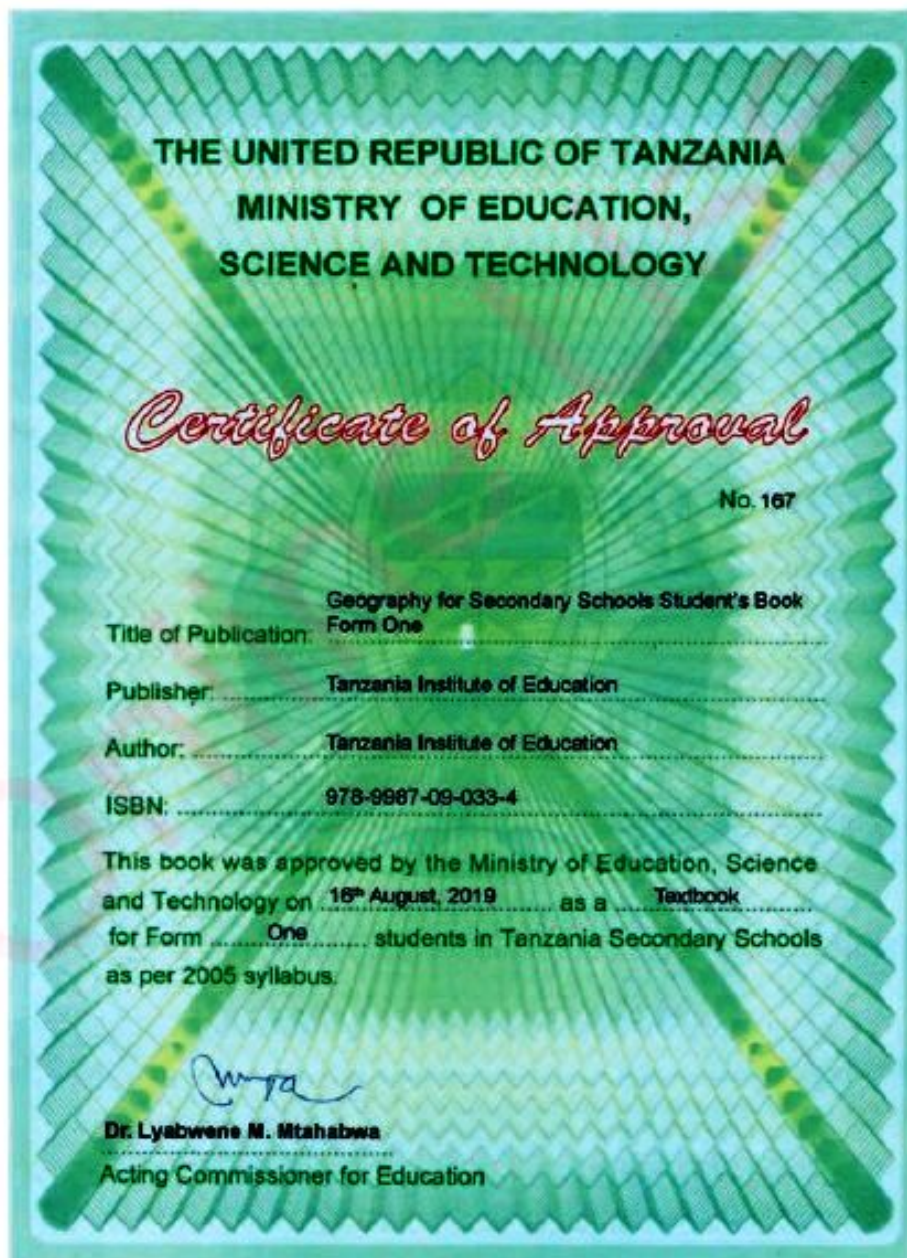 THE UNITED REPUBLIC OF TANZANIA
MINISTRY OF EDUCATION,
SCIENCE AND TECHNOLOGY
Certificate of Approval
No. 167
Geography for Secondary Schools Student's Book
Title of Publication: Form One
Publisher: Tanzania Institute of Education
Author: Tanzania Institute of Education
ISBN: 978-9987-09-033-4
This book was approved by the Ministry of Education, Science
and Technology on 16th August, 2019 as a Textbook
for Form One students in Tanzania Secondary Schools
as per 2005 syllabus.
Dr. Lyabwene M. Mtahabwa
Acting Commissioner for Education